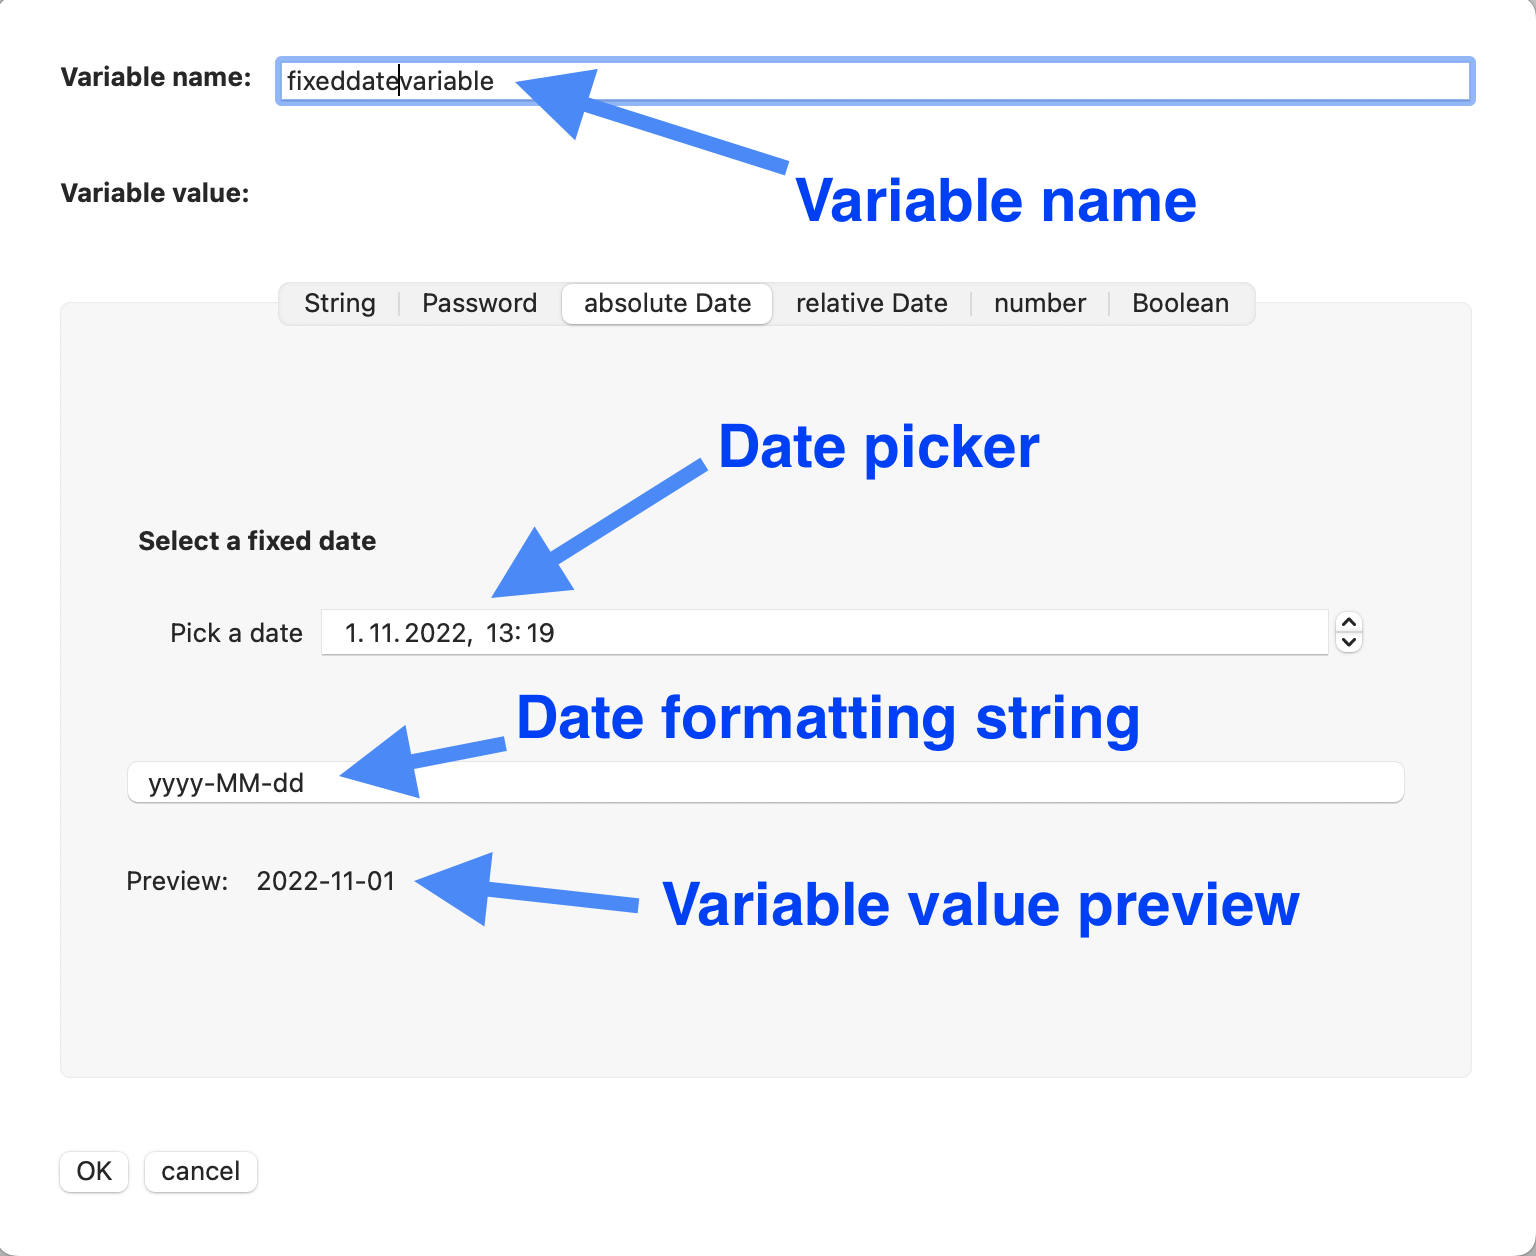 Variable name: fixeddatevariable
Variable name
Variable value:
String Password absolute Date relative Date number Boolean
Date picker
Select a fixed date
Pick a date 1. 11. 2022, 13:19
Date formatting string
yyyy-MM-dd
Preview: 2022-11-01
Variable value preview
OK cancel